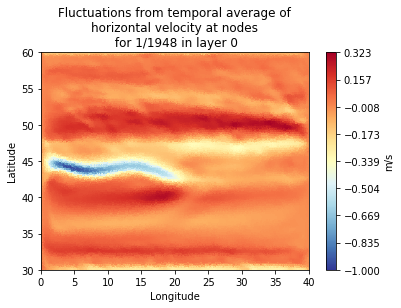 Fluctuations from temporal average of
horizontal velocity at nodes
for 1/1948 in layer 0
60
55
50
45
40
35
30
Latitude
0 5 10 15 20 25 30 35 40
Longitude
0.323
0.157
−0.008
−0.173
−0.339
−0.504
−0.669
−0.835
−1.000
m/s